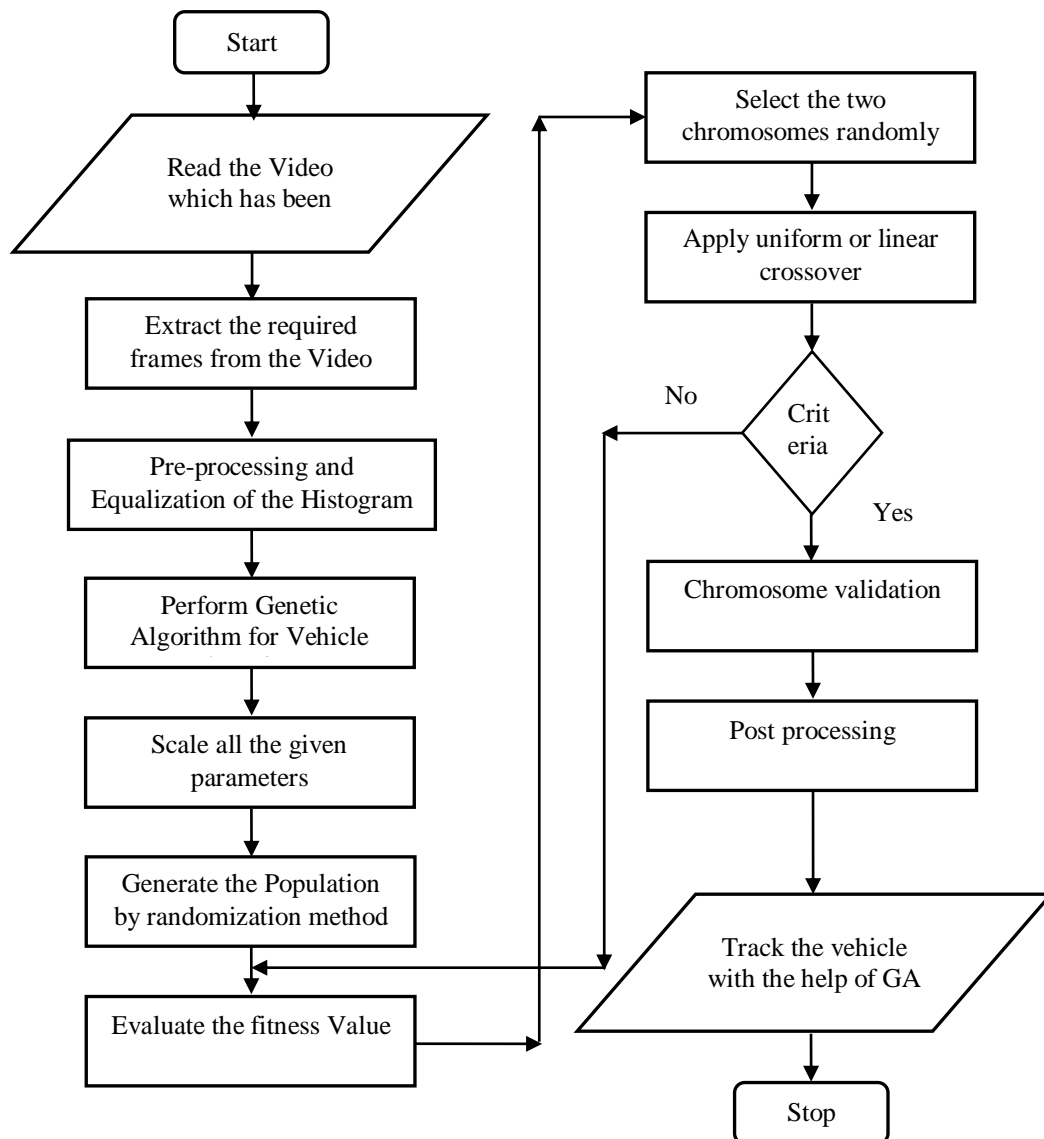 Start
Read the Video
which has been
Extract the required
frames from the Video
Pre-processing and
Equalization of the Histogram
Perform Genetic
Algorithm for Vehicle
Scale all the given
parameters
Generate the Population
by randomization method
Evaluate the fitness Value
Select the two
chromosomes randomly
Apply uniform or linear
crossover
No
Crit
eria
Yes
Chromosome validation
Post processing
Track the vehicle
with the help of GA
Stop